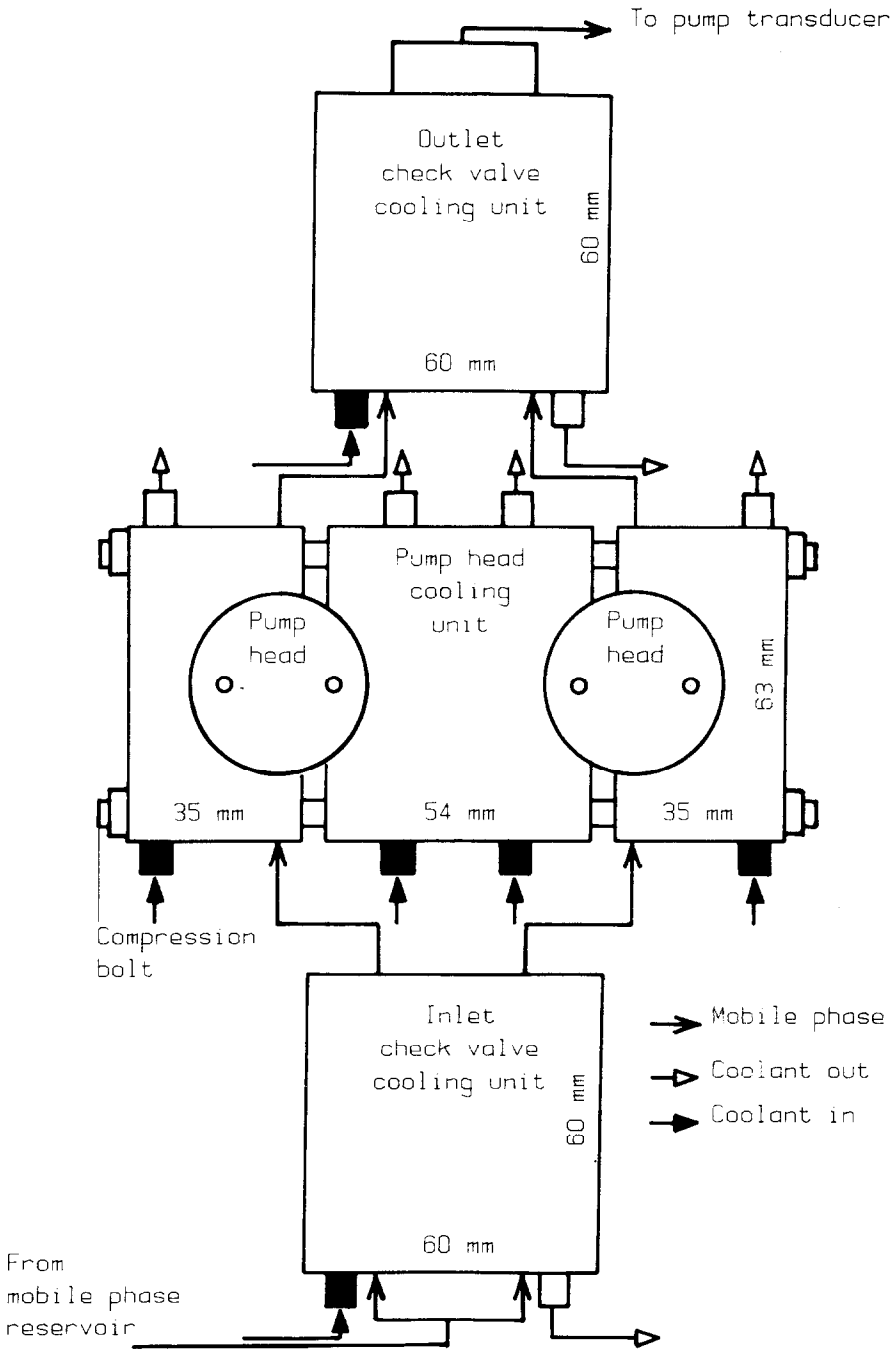 To pump transducer
Outlet
check valve
cooling unit
60 mm
60 mm
Pump head
cooling
unit
Pump
head
Pump
head
63 mm
35 mm
54 mm
35 mm
Compression
bolt
Inlet
check valve
cooling unit
60 mm
60 mm
Mobile phase
Coolant out
Coolant in
From
mobile phase
reservoir